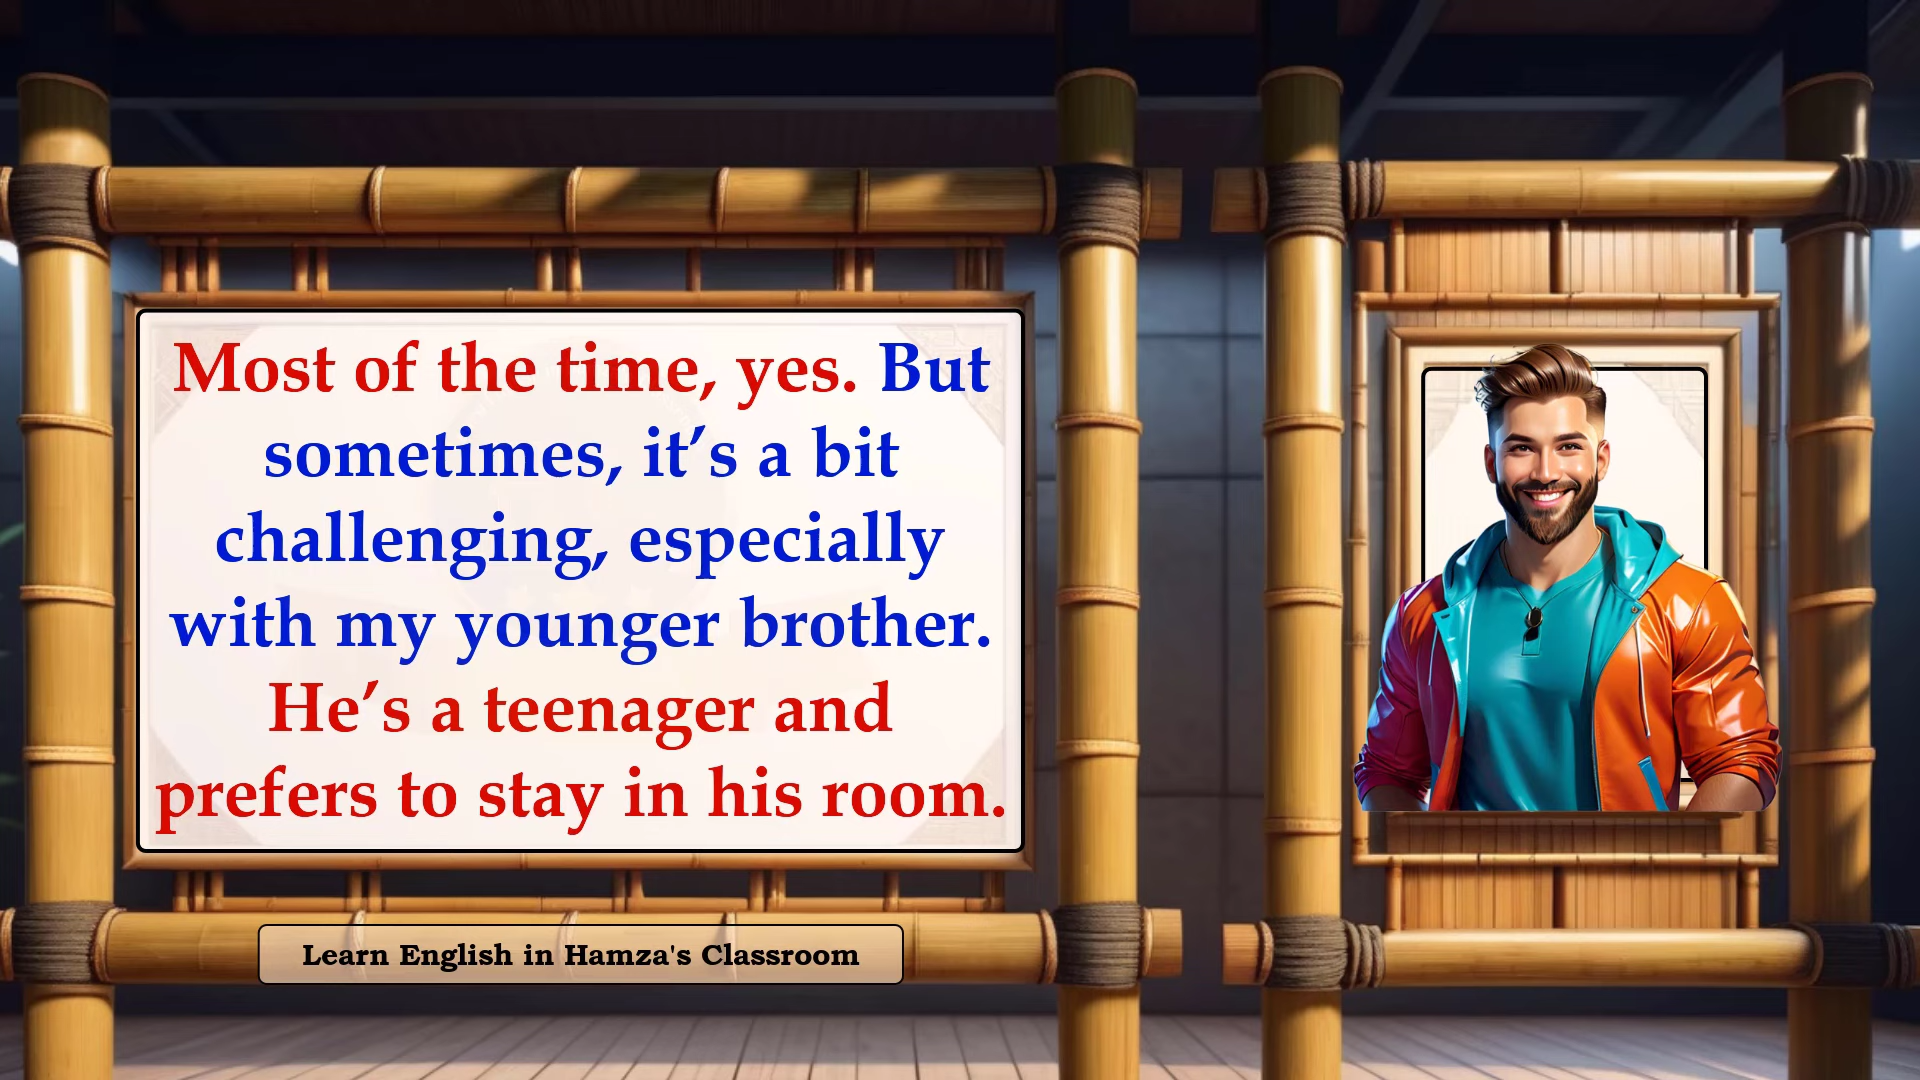 Most of the time, yes. But
sometimes, it’s a bit
challenging, especially
with my younger brother.
He’s a teenager and
prefers to stay in his room.
Learn English in Hamza's Classroom